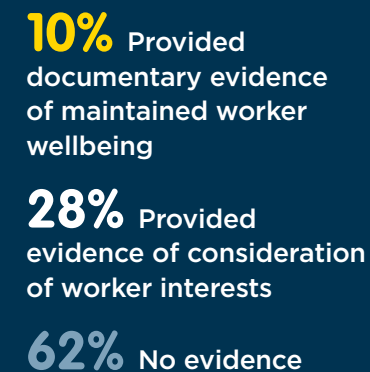 10% Provided
documentary evidence
of maintained worker
wellbeing
28% Provided
evidence of consideration
of worker interests
62% No evidence